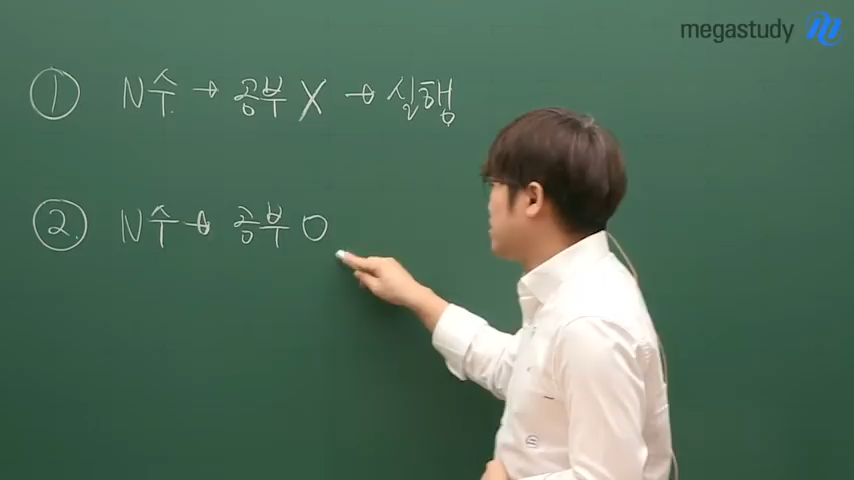 megastudy
① N수 → 공부 X → 실행
② N수 → 공부 O